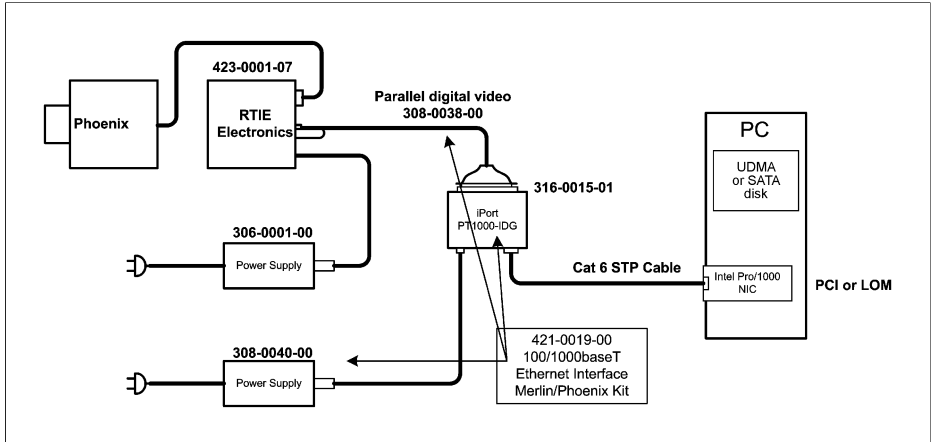 423-0001-07
Phoenix
RTIE
Electronics
Parallel digital video
308-0038-00
PC
UDMA
or SATA
disk
316-0015-01
iPort
PT1000-IDG
306-0001-00
Power Supply
Cat 6 STP Cable
Intel Pro/1000
NIC
PCI or LOM
308-0040-00
Power Supply
421-0019-00
100/1000baseT
Ethernet Interface
Merlin/Phoenix Kit